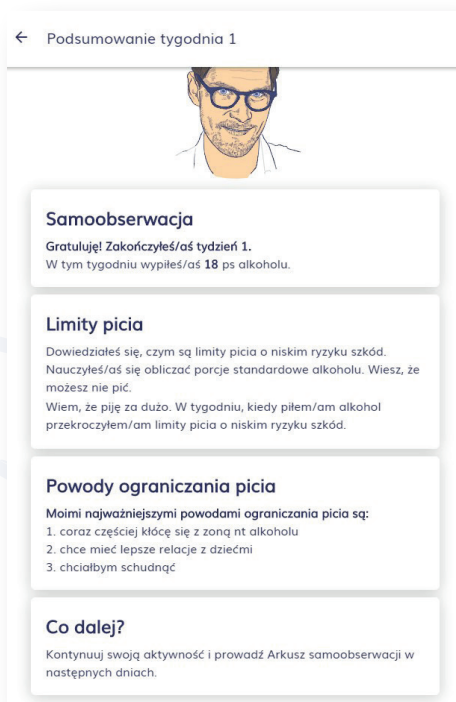 Podsumowanie tygodnia 1
Samoobserwacja
Gratuluję! Zakończyłeś/aś tydzień 1.
W tym tygodniu wypiłeś/aś 18 ps alkoholu.
Limity picia
Dowiedziałeś się, czym są limity picia o niskim ryzyku szkód.
Nauczyłeś/aś się obliczać porcje standardowe alkoholu. Wiesz, że
możesz nie pić.
Wiem, że piję za dużo. W tygodniu, kiedy piłem/am alkohol
przekroczyłem/am limity picia o niskim ryzyku szkód.
Powody ograniczania picia
Moimi najważniejszymi powodami ograniczania picia są:
1. coraz częściej kłócę się z zoną nt alkoholu
2. chce mieć lepsze relacje z dziećmi
3. chciałbym schudnąć
Co dalej?
Kontynuuj swoją aktywność i prowadź Arkusz samoobserwacji w
następnych dniach.